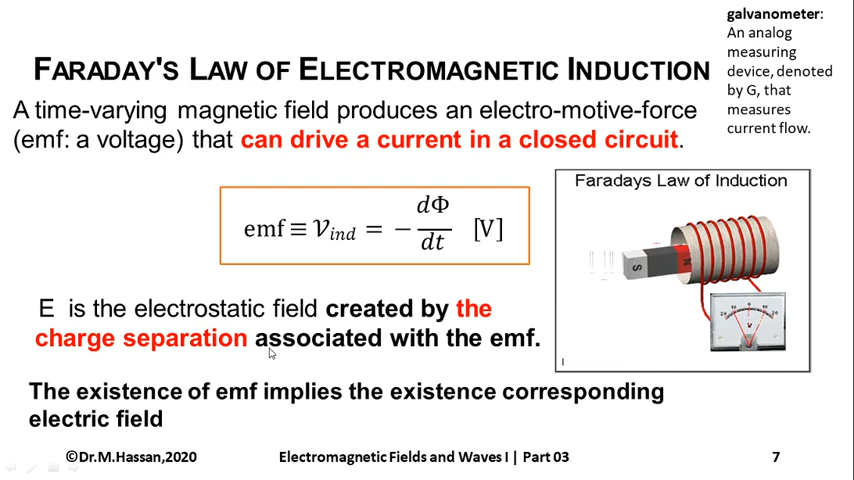 FARADAY'S LAW OF ELECTROMAGNETIC INDUCTION
A time-varying magnetic field produces an electro-motive-force
(emf: a voltage) that can drive a current in a closed circuit.
emf ≡ 𝒱ind = − dΦ/dt [V]
E is the electrostatic field created by the
charge separation associated with the emf.
The existence of emf implies the existence corresponding
electric field
galvanometer:
An analog
measuring
device, denoted
by G, that
measures
current flow.
Faradays Law of Induction
S
N
V
©Dr.M.Hassan,2020
Electromagnetic Fields and Waves I | Part 03
7